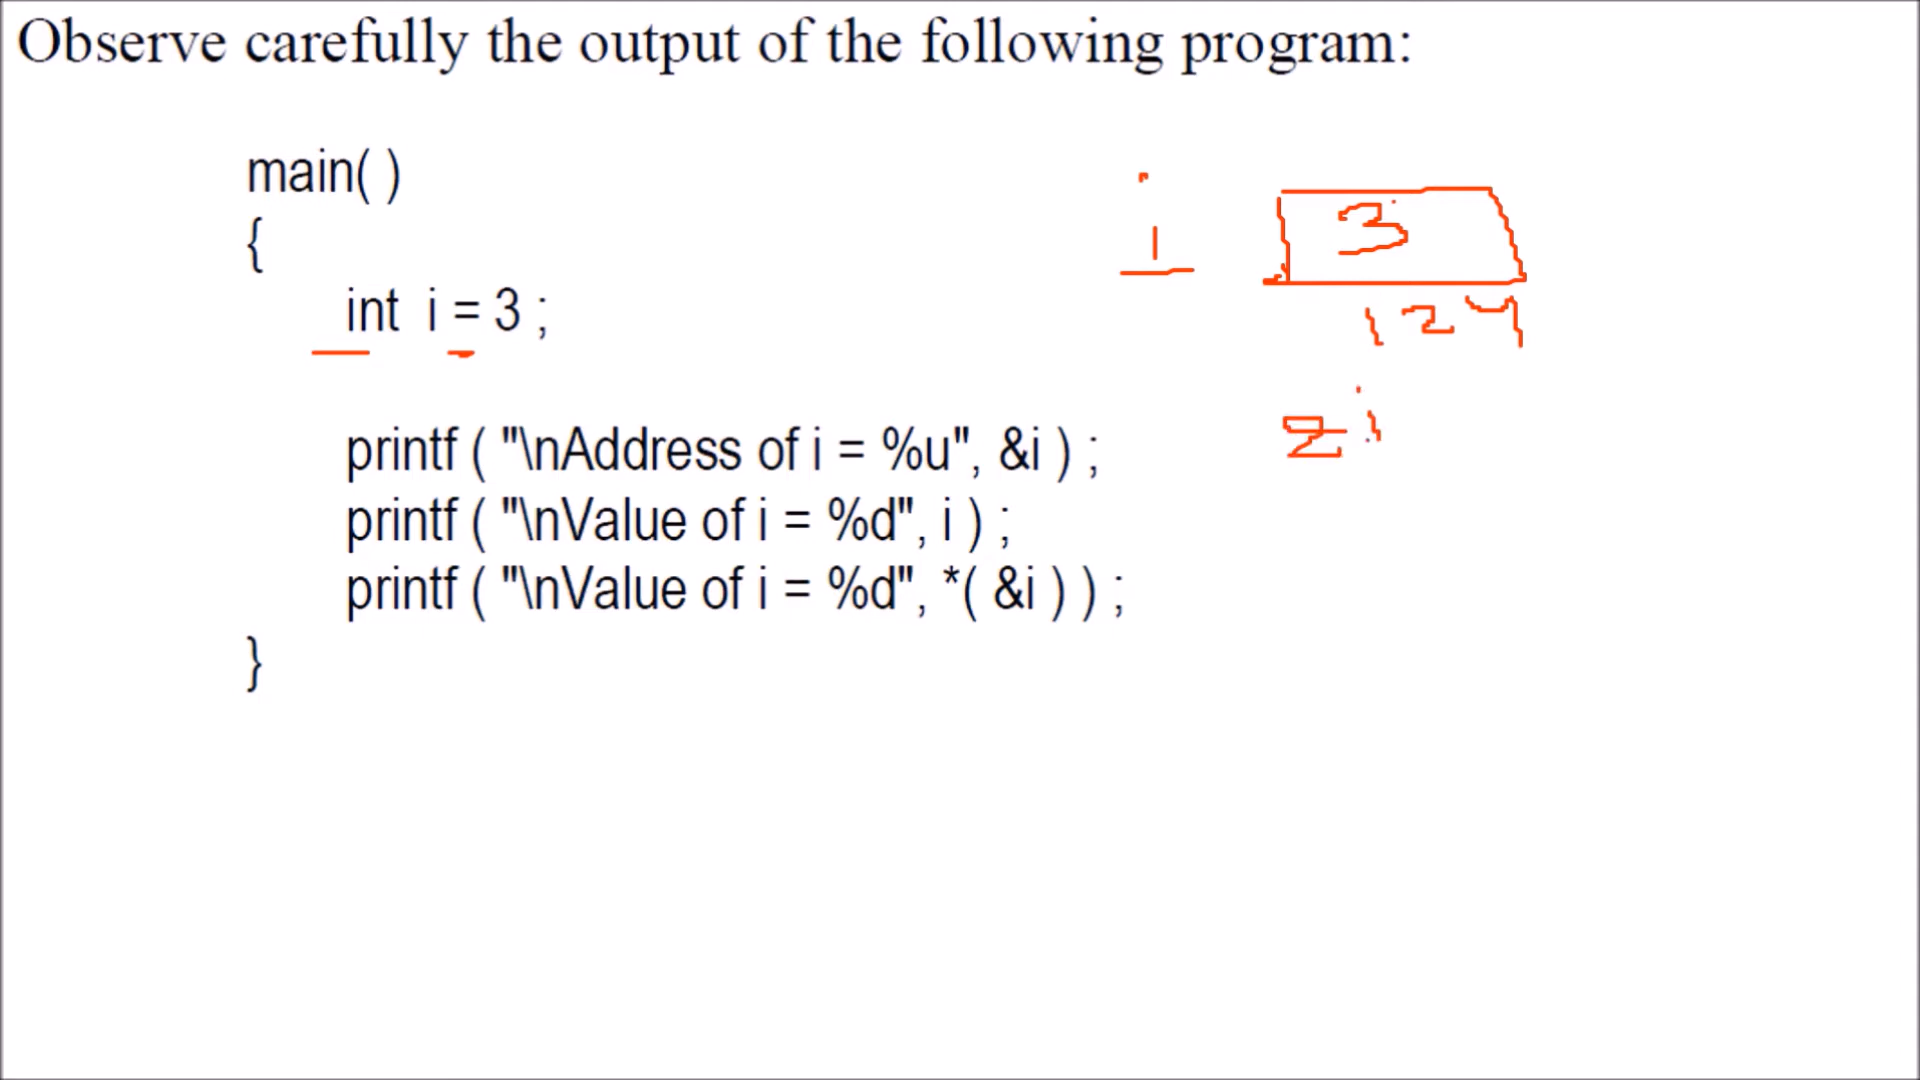 Observe carefully the output of the following program:
main( )
{
int i = 3 ;
printf ( "\nAddress of i = %u", &i ) ;
printf ( "\nValue of i = %d", i ) ;
printf ( "\nValue of i = %d", *( &i ) ) ;
}
i
3
124